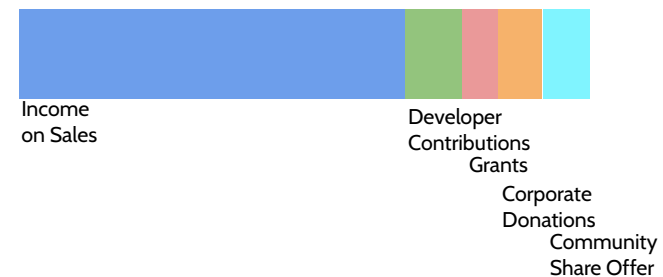 Income
on Sales
Developer
Contributions
Grants
Corporate
Donations
Community
Share Offer